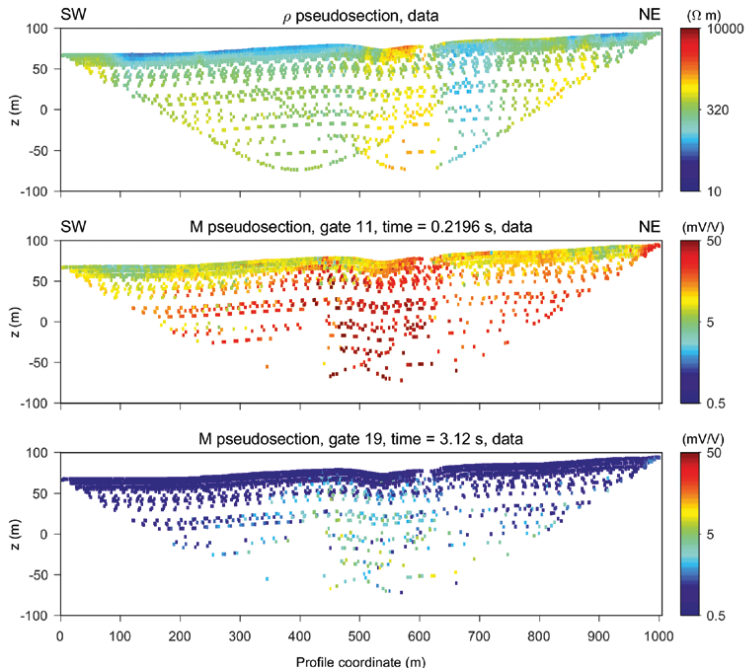 SW ρ pseudosection, data NE (Ω m)
100 10000
50
0 320
-50
-100 10
z (m)
SW M pseudosection, gate 11, time = 0.2196 s, data NE (mV/V)
100 50
50
0 5
-50
-100 0.5
z (m)
SW M pseudosection, gate 19, time = 3.12 s, data NE (mV/V)
100 50
50
0 5
-50
-100 0.5
z (m)
0 100 200 300 400 500 600 700 800 900 1000
Profile coordinate (m)